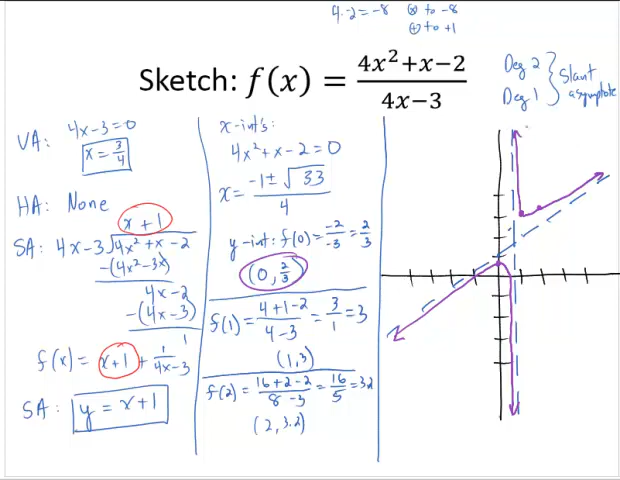 4·-2=-8 ⊗ to -8
⊕ to +1
Sketch: f(x) = (4x²+x−2)/(4x−3)
Deg 2
Deg 1
Slant asymptote
VA: 4x-3=0
x = 3/4
HA: None
x+1
SA: 4x-3 ) 4x²+x-2
-(4x²-3x)
4x-2
-(4x-3)
1
f(x) = x+1 + 1/(4x-3)
SA: y = x+1
x-int's:
4x²+x-2=0
x = (-1±√33)/4
y-int: f(0)= -2/-3 = 2/3
(0, 2/3)
f(1) = (4+1-2)/(4-3) = 3/1 = 3
(1,3)
f(2) = (16+2-2)/(8-3) = 16/5 = 3.2
(2, 3.2)